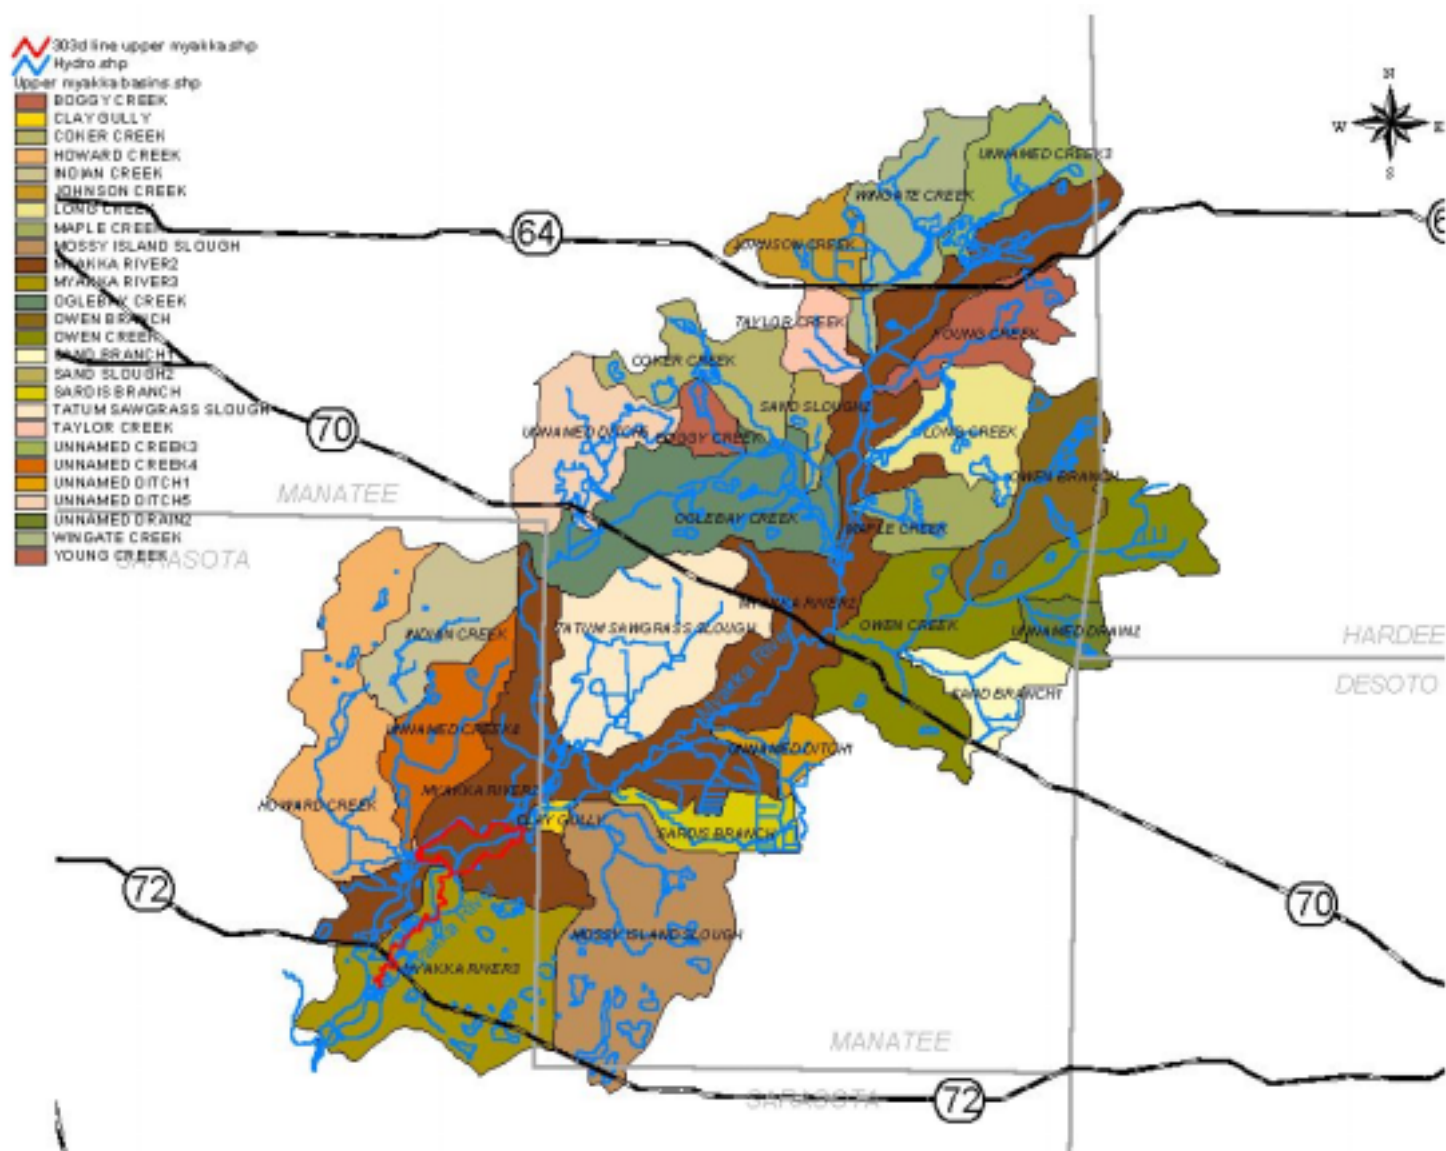 303d line upper myakka.shp
Hydro.shp
Upper myakka basins.shp
BOGGY CREEK
CLAY GULLY
COKER CREEK
HOWARD CREEK
INDIAN CREEK
JOHNSON CREEK
LONG CREEK
MAPLE CREEK
MOSSY ISLAND SLOUGH
MYAKKA RIVER2
MYAKKA RIVER3
OGLEBAY CREEK
OWEN BRANCH
OWEN CREEK
SAND BRANCH1
SAND SLOUGH2
SARDIS BRANCH
TATUM SAWGRASS SLOUGH
TAYLOR CREEK
UNNAMED CREEK3
UNNAMED CREEK4
UNNAMED DITCH1
UNNAMED DITCH5
UNNAMED DRAIN2
WINGATE CREEK
YOUNG CREEK
N
W E
S
UNNAMED CREEK3
WINGATE CREEK
64
JOHNSON CREEK
6
TAYLOR CREEK
YOUNG CREEK
COKER CREEK
SAND SLOUGH2
70
UNNAMED DITCH5
BOGGY CREEK
LONG CREEK
OWEN BRANCH
MANATEE
OGLEBAY CREEK
MAPLE CREEK
SARASOTA
MYAKKA RIVER2
INDIAN CREEK
TATUM SAWGRASS SLOUGH
OWEN CREEK
UNNAMED DRAIN2
HARDEE
Myakka River
DESOTO
SAND BRANCH1
UNNAMED CREEK4
UNNAMED DITCH1
MYAKKA RIVER2
HOWARD CREEK
CLAY GULLY
SARDIS BRANCH
72
70
Myakka River
MOSSY ISLAND SLOUGH
MYAKKA RIVER3
MANATEE
SARASOTA
72